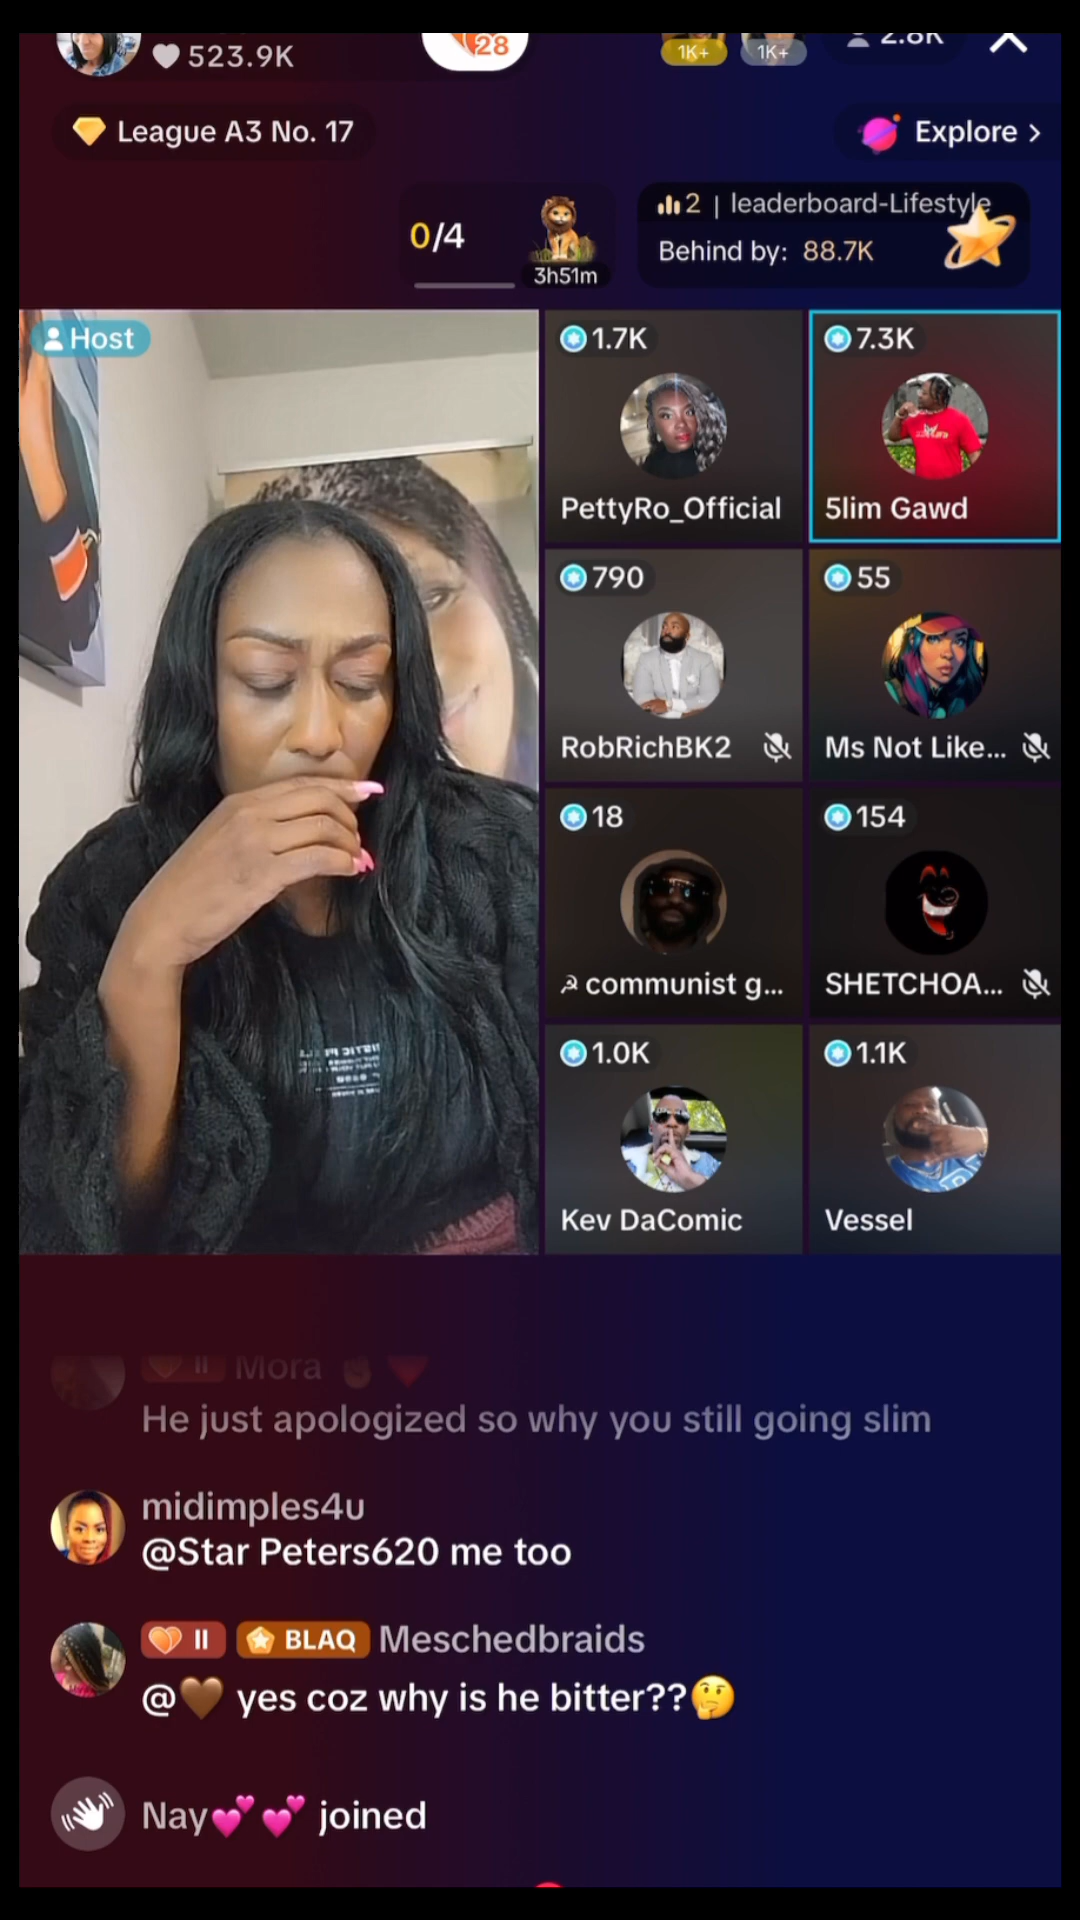 523.9K
28
1K+
1K+
2.8K
League A3 No. 17
Explore >
0/4
3h51m
2 | leaderboard-Lifestyle
Behind by: 88.7K
Host
1.7K
PettyRo_Official
7.3K
5lim Gawd
790
RobRichBK2
55
Ms Not Like...
18
☭ communist g...
154
SHETCHOA...
1.0K
Kev DaComic
1.1K
Vessel
II Mora
He just apologized so why you still going slim
midimples4u
@Star Peters620 me too
II BLAQ Meschedbraids
@🤎 yes coz why is he bitter??🤔
Nay💕💕 joined